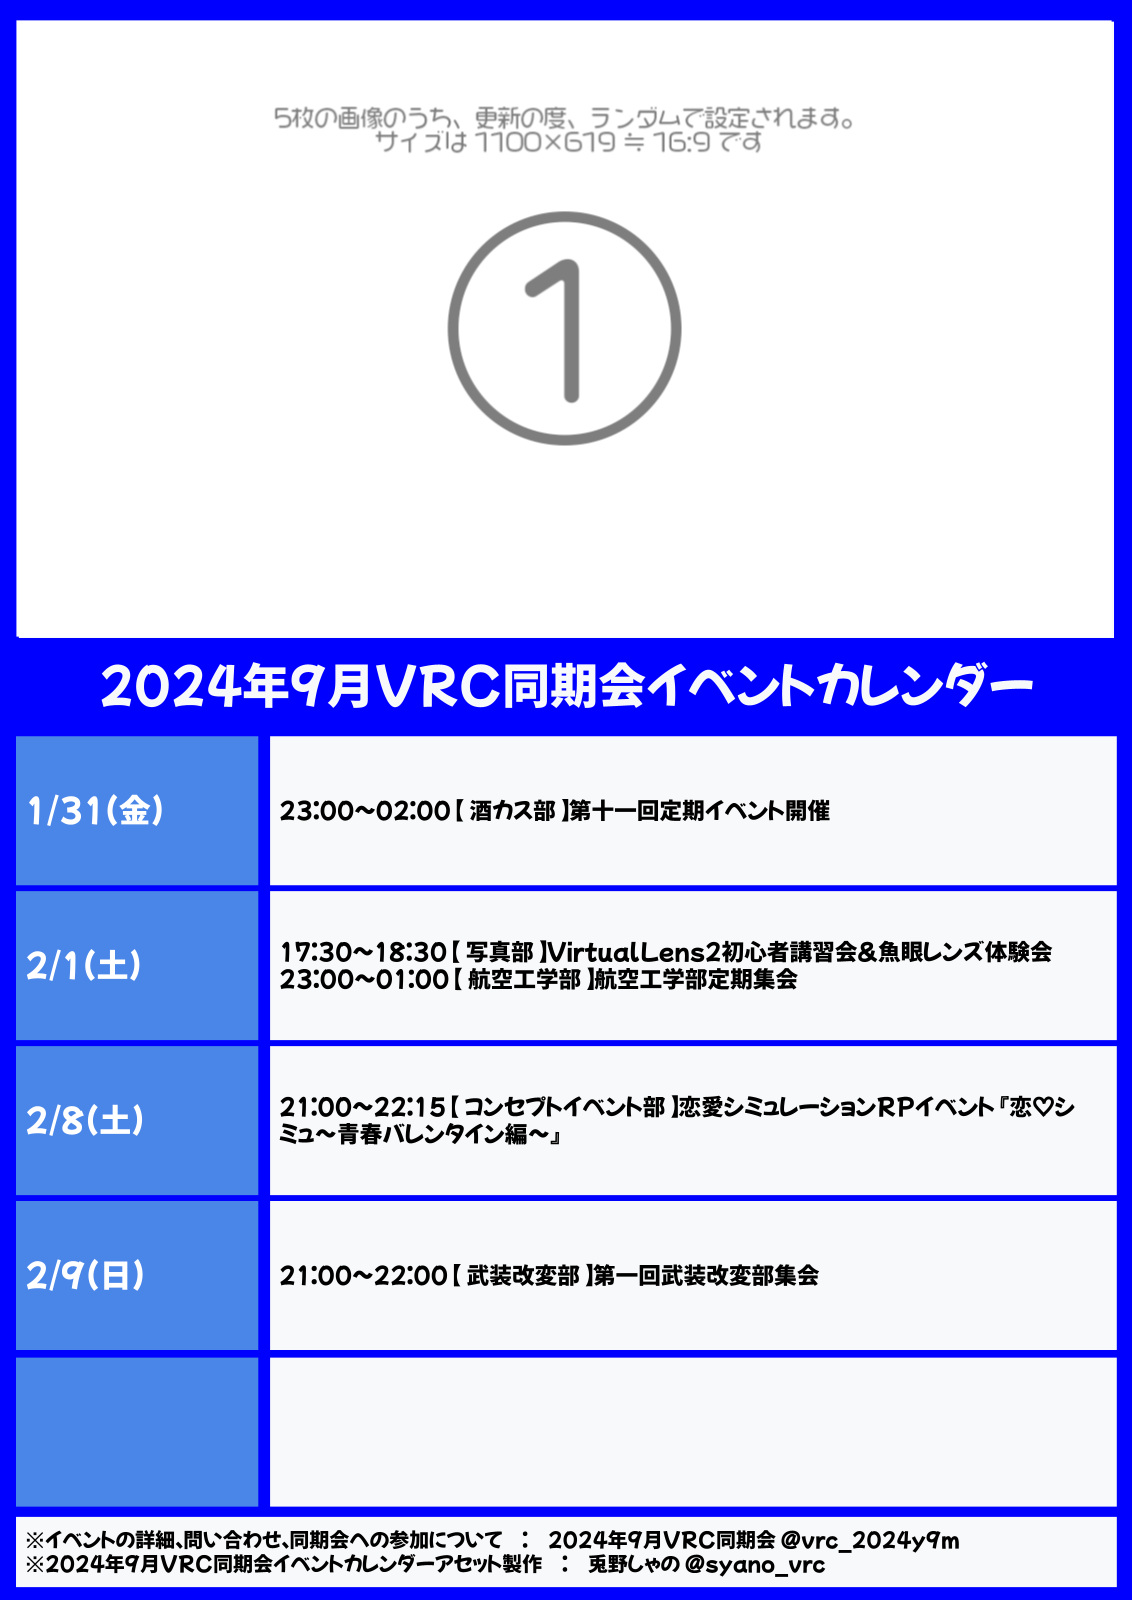 5枚の画像のうち、更新の度、ランダムで設定されます。
サイズは 1100×619 ≒ 16:9 です
1
2024年9月VRC同期会イベントカレンダー
1/31(金)
23:00～02:00【 酒カス部 】第十一回定期イベント開催
2/1(土)
17:30～18:30【 写真部 】VirtualLens2初心者講習会&魚眼レンズ体験会
23:00～01:00【 航空工学部 】航空工学部定期集会
2/8(土)
21:00～22:15【 コンセプトイベント部 】恋愛シミュレーションRPイベント『恋♡シ
ミュ～青春バレンタイン編～』
2/9(日)
21:00～22:00【 武装改変部 】第一回武装改変部集会
※イベントの詳細、問い合わせ、同期会への参加について ： 2024年9月VRC同期会 @vrc_2024y9m
※2024年9月VRC同期会イベントカレンダーアセット製作 ： 兎野しゃの @syano_vrc